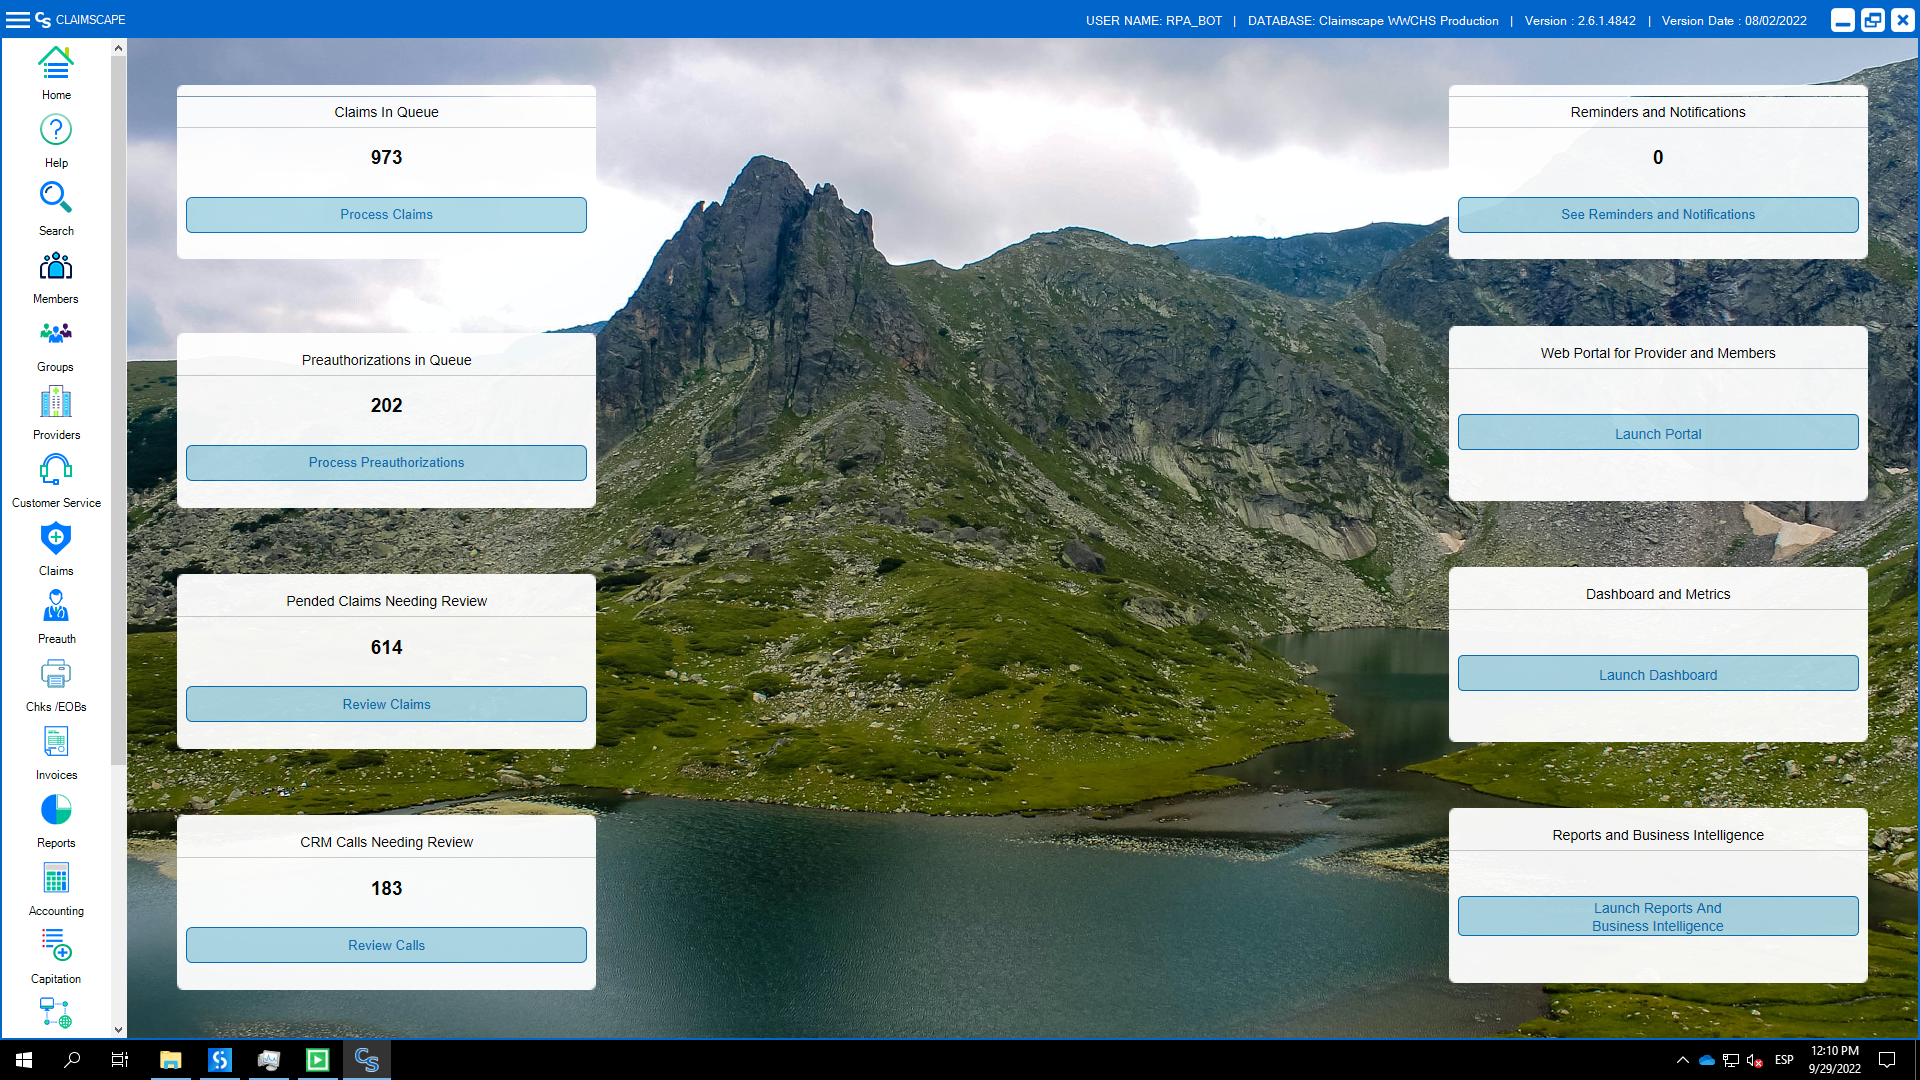 CLAIMSCAPE
USER NAME: RPA_BOT | DATABASE: Claimscape WWCHS Production | Version : 2.6.1.4842 | Version Date : 08/02/2022
Home
Help
Search
Members
Groups
Providers
Customer Service
Claims
Preauth
Chks /EOBs
Invoices
Reports
Accounting
Capitation
Claims In Queue
973
Process Claims
Preauthorizations in Queue
202
Process Preauthorizations
Pended Claims Needing Review
614
Review Claims
CRM Calls Needing Review
183
Review Calls
Reminders and Notifications
0
See Reminders and Notifications
Web Portal for Provider and Members
Launch Portal
Dashboard and Metrics
Launch Dashboard
Reports and Business Intelligence
Launch Reports And
Business Intelligence
ESP
12:10 PM
9/29/2022